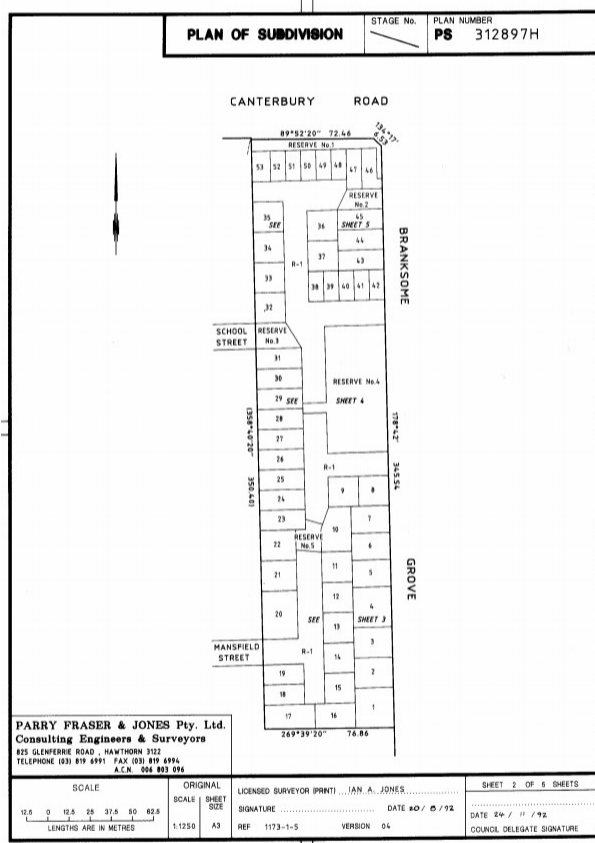 PLAN OF SUBDIVISION
STAGE No.
PLAN NUMBER
PS 312897H
CANTERBURY ROAD
89°52'20" 72.46
134°17'
6.53
RESERVE No.1
53 52 51 50 49 48 47 46
RESERVE
No.2
35
SEE
36
45
SHEET 5
44
34
37
43
R-1
33
38 39 40 41 42
32
BRANKSOME
SCHOOL
STREET
RESERVE
No.3
31
30
RESERVE No.4
29 SEE
SHEET 4
28
27
26
25
24
23
(358°40'20"
350.40)
178°42'
345.54
R-1
9 8
7
10
RESERVE
No.5
22
6
11
21
5
12
20
4
SEE
SHEET 3
13
3
GROVE
MANSFIELD
STREET
R-1
14
2
19
18
15
1
17
16
269°39'20" 76.86
PARRY FRASER & JONES Pty. Ltd.
Consulting Engineers & Surveyors
825 GLENFERRIE ROAD , HAWTHORN 3122
TELEPHONE (03) 819 6991 FAX (03) 819 6994
A.C.N. 006 803 096
SCALE
12.5 0 12.5 25 37.5 50 62.5
LENGTHS ARE IN METRES
ORIGINAL
SCALE
SHEET
SIZE
1:1250
A3
LICENSED SURVEYOR (PRINT) IAN A. JONES
SIGNATURE DATE 20/ 8 /92
REF 1173-1-5 VERSION 04
SHEET 2 OF 5 SHEETS
DATE 24 / 11 /92
COUNCIL DELEGATE SIGNATURE